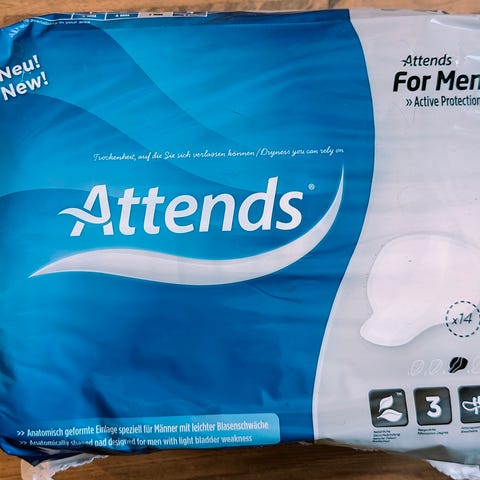 Neu!
New!
Attends
For Men
» Active Protection
Trockenheit, auf die Sie sich verlassen können / Dryness you can rely on
Attends®
x14
3
» Anatomisch geformte Einlage speziell für Männer mit leichter Blasenschwäche
» Anatomically shaped pad designed for men with light bladder weakness